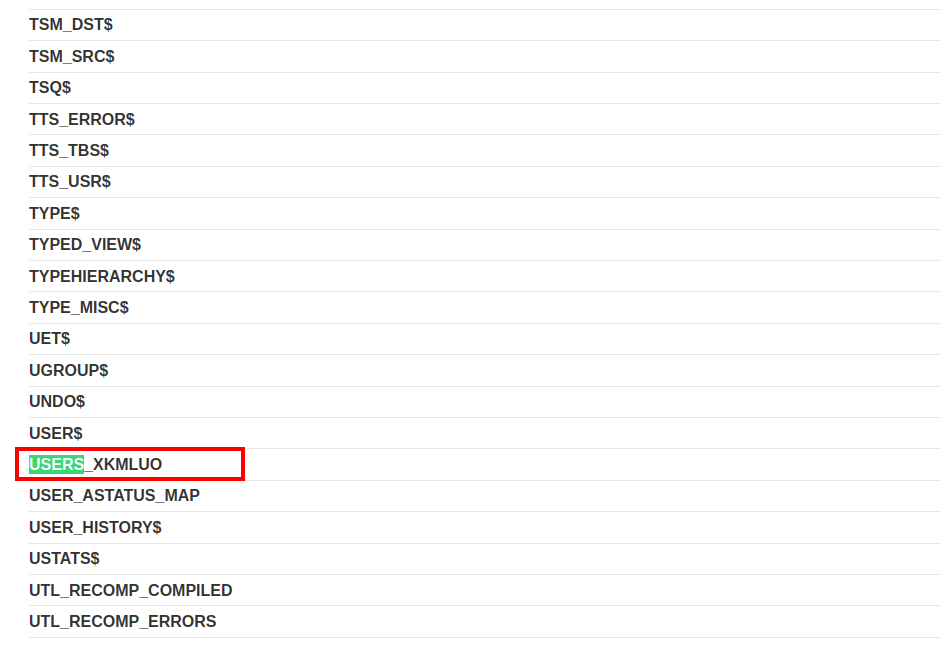 TSM_DST$
TSM_SRC$
TSQ$
TTS_ERROR$
TTS_TBS$
TTS_USR$
TYPE$
TYPED_VIEW$
TYPEHIERARCHY$
TYPE_MISC$
UET$
UGROUP$
UNDO$
USER$
USERS_XKMLUO
USER_ASTATUS_MAP
USER_HISTORY$
USTATS$
UTL_RECOMP_COMPILED
UTL_RECOMP_ERRORS